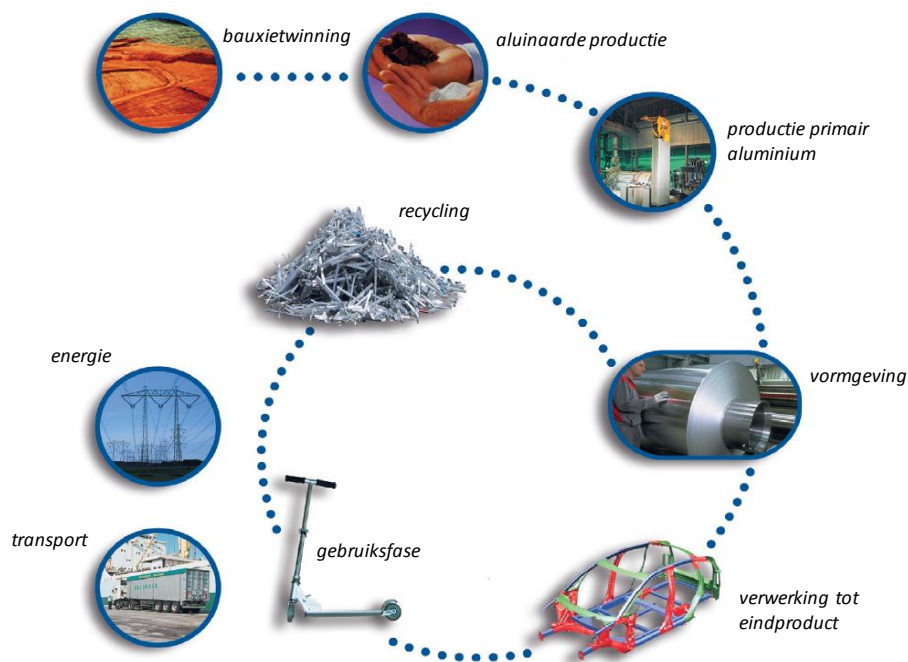 bauxietwinning
aluinaarde productie
productie primair
aluminium
recycling
energie
vormgeving
transport
gebruiksfase
verwerking tot
eindproduct